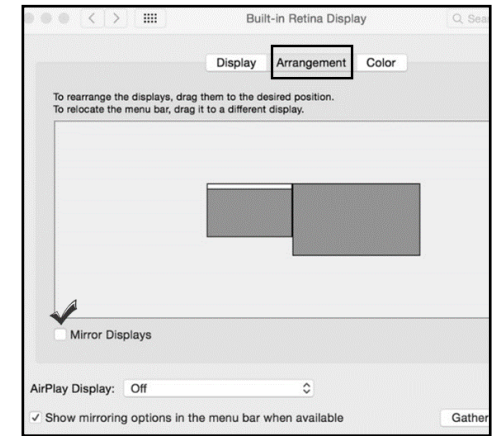 Built-in Retina Display
Display Arrangement Color
To rearrange the displays, drag them to the desired position.
To relocate the menu bar, drag it to a different display.
Mirror Displays
AirPlay Display: Off
Show mirroring options in the menu bar when available
Gather